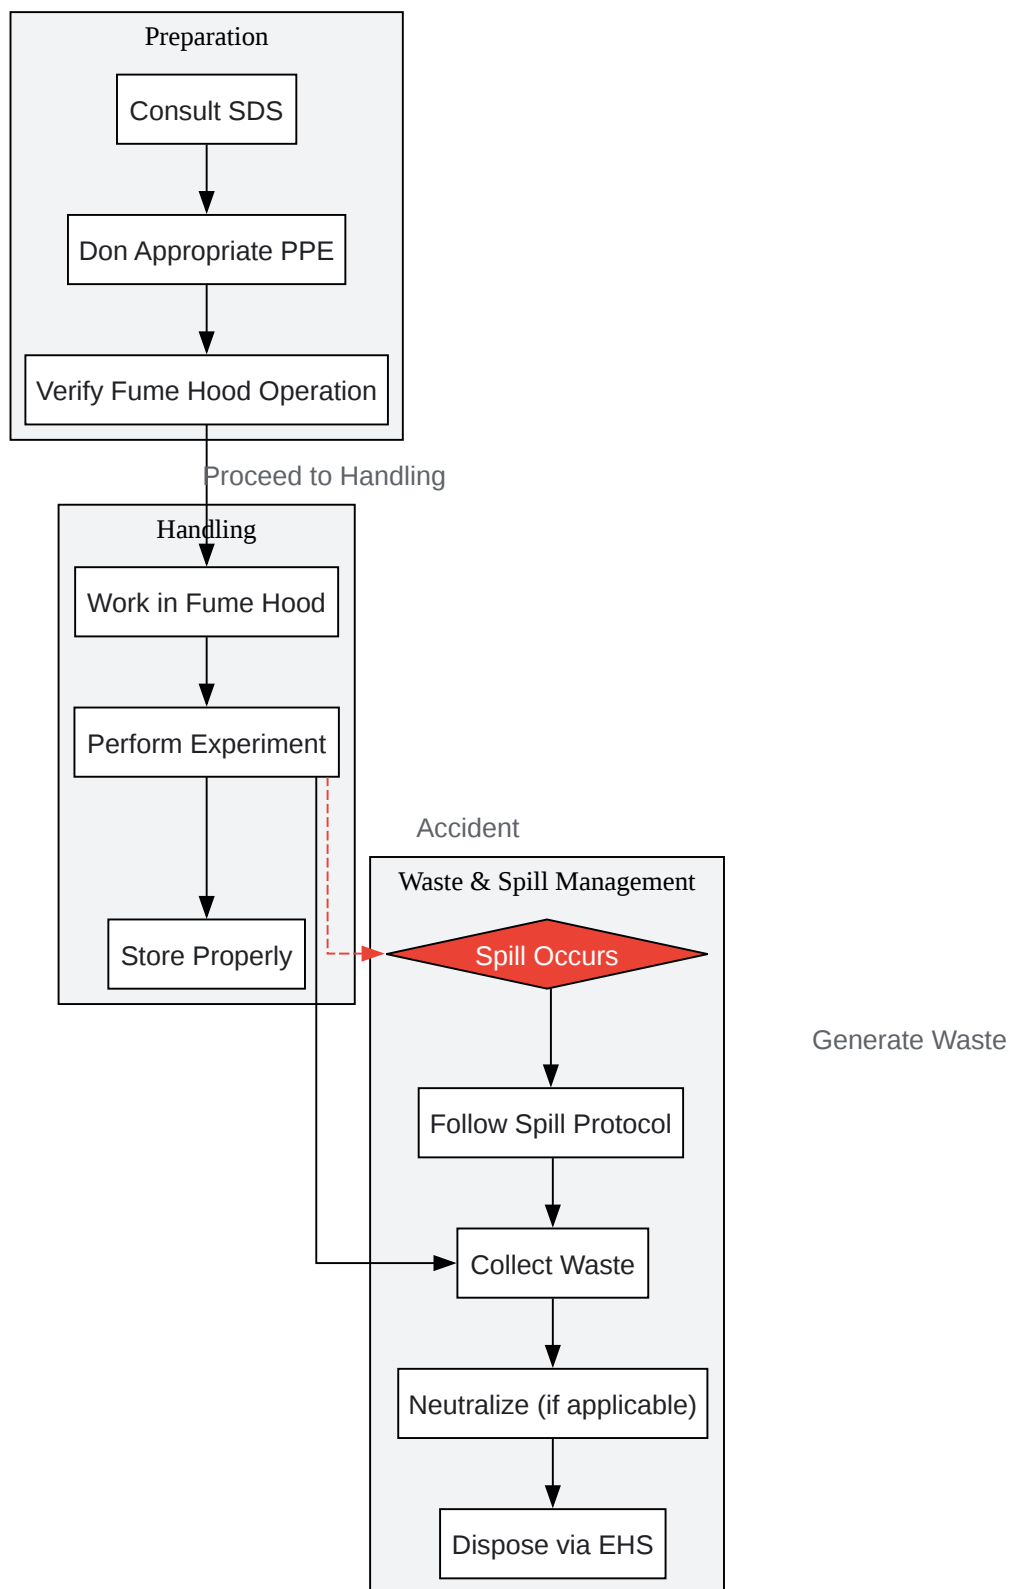 Preparation
Consult SDS
Don Appropriate PPE
Verify Fume Hood Operation
Proceed to Handling
Handling
Work in Fume Hood
Perform Experiment
Accident
Waste & Spill Management
Store Properly
Spill Occurs
Generate Waste
Follow Spill Protocol
Collect Waste
Neutralize (if applicable)
Dispose via EHS